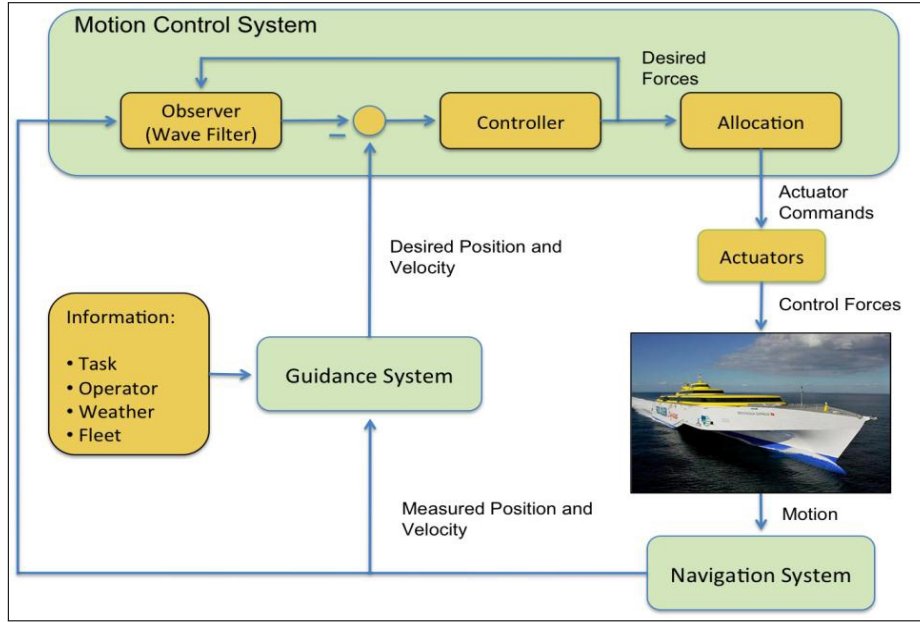 Motion Control System
Desired
Forces
Observer
(Wave Filter)
–
Controller
Allocation
Actuator
Commands
Desired Position and
Velocity
Actuators
Control Forces
Information:
• Task
• Operator
• Weather
• Fleet
Guidance System
Measured Position and
Velocity
Motion
Navigation System